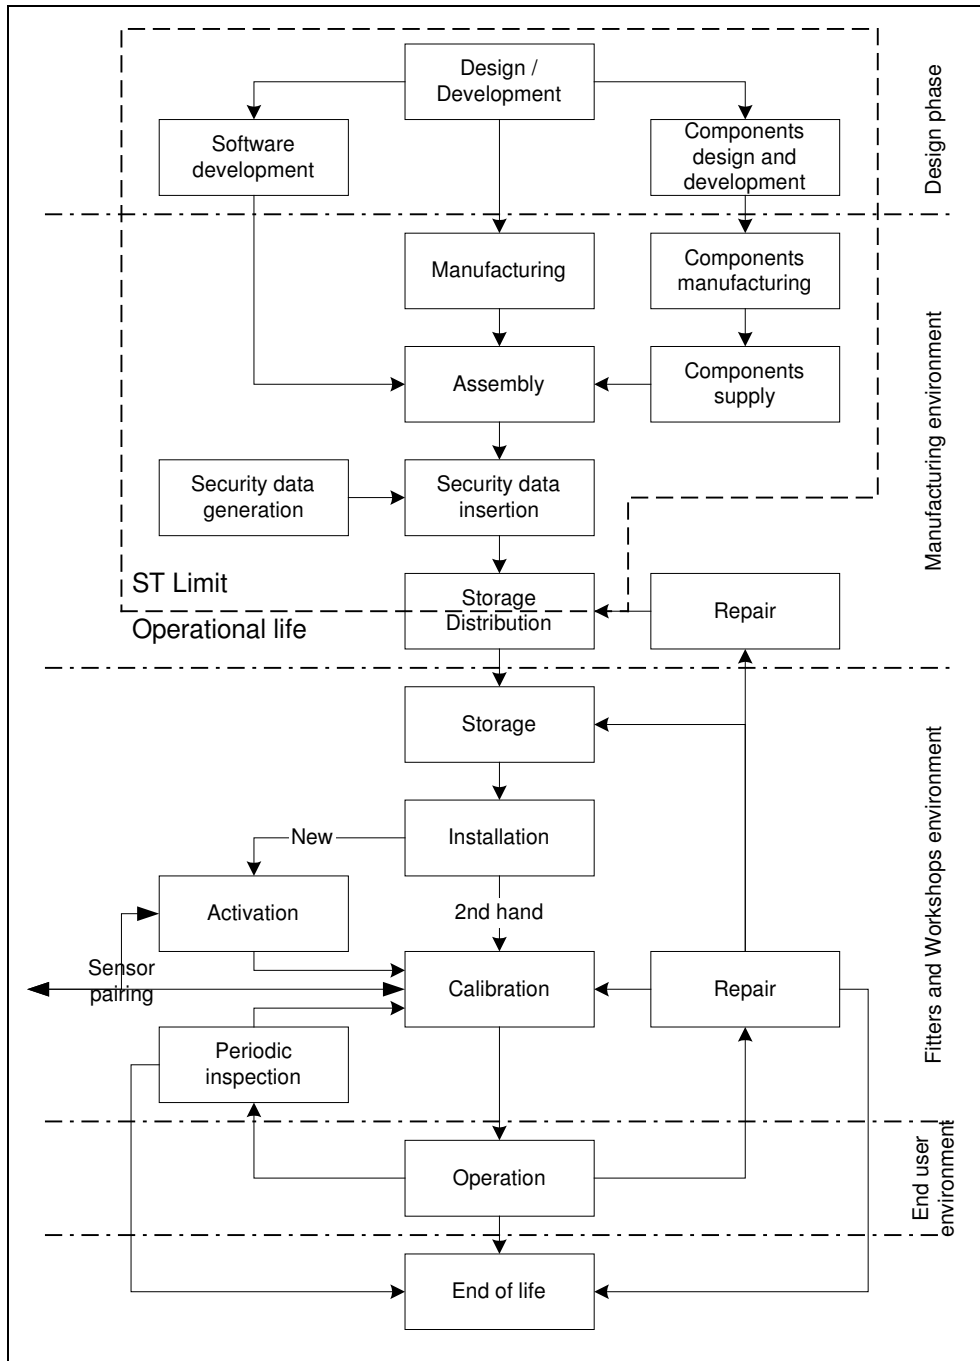 Design /
Development
Software
development
Components
design and
development
Design phase
Manufacturing
Components
manufacturing
Assembly
Components
supply
Manufacturing environment
Security data
generation
Security data
insertion
ST Limit
Storage
Distribution
Repair
Operational life
Storage
New
Installation
Fitters and Workshops environment
Activation
2nd hand
Sensor
pairing
Calibration
Repair
Periodic
inspection
Operation
End user
environment
End of life